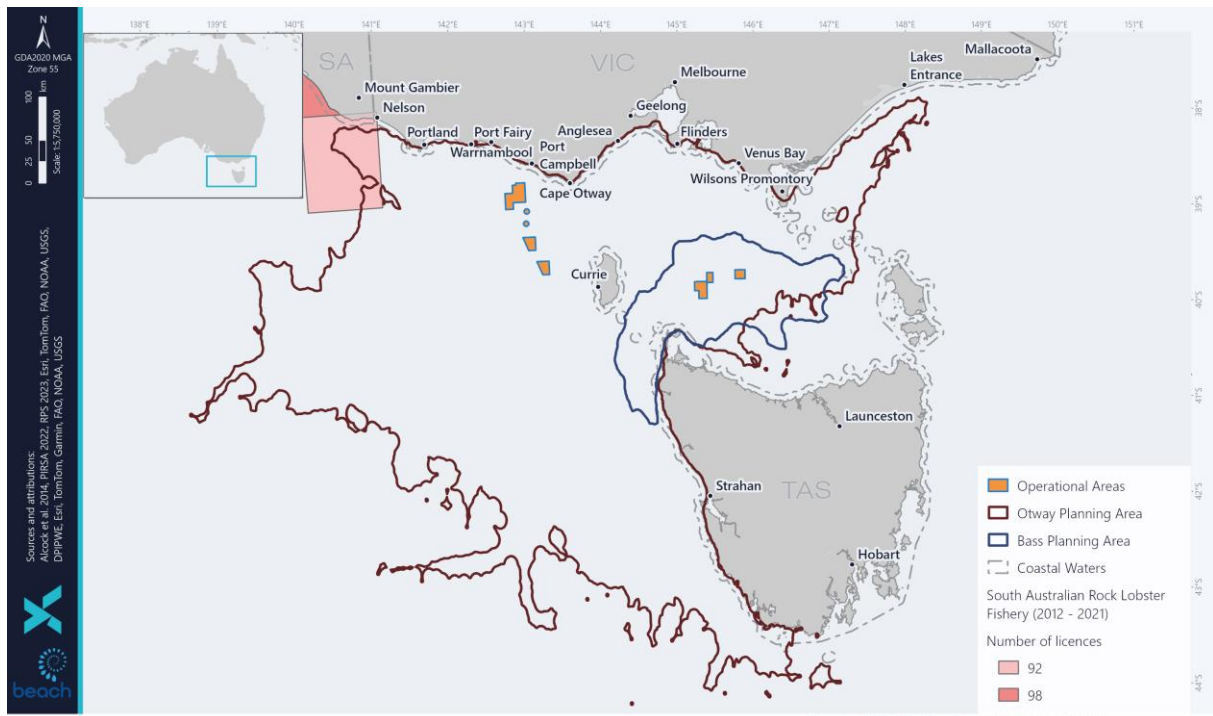 N
GDA2020 MGA
Zone 55
0 25 50 100
km
Scale: 1:5,750,000
Sources and attributions:
Alcock et al. 2014, PIRSA 2022, RPS 2023, Esri, TomTom, FAO, NOAA, USGS,
DPIPWE, Esri, TomTom, Garmin, FAO, NOAA, USGS
beach
138°E
139°E
140°E
141°E
142°E
143°E
144°E
145°E
146°E
147°E
148°E
149°E
150°E
151°E
38°S
39°S
40°S
41°S
42°S
43°S
44°S
SA
VIC
TAS
Mount Gambier
Nelson
Portland
Port Fairy
Warrnambool
Port
Campbell
Cape Otway
Anglesea
Geelong
Melbourne
Flinders
Venus Bay
Wilsons Promontory
Lakes
Entrance
Mallacoota
Currie
Launceston
Strahan
Hobart
Operational Areas
Otway Planning Area
Bass Planning Area
Coastal Waters
South Australian Rock Lobster
Fishery (2012 - 2021)
Number of licences
92
98